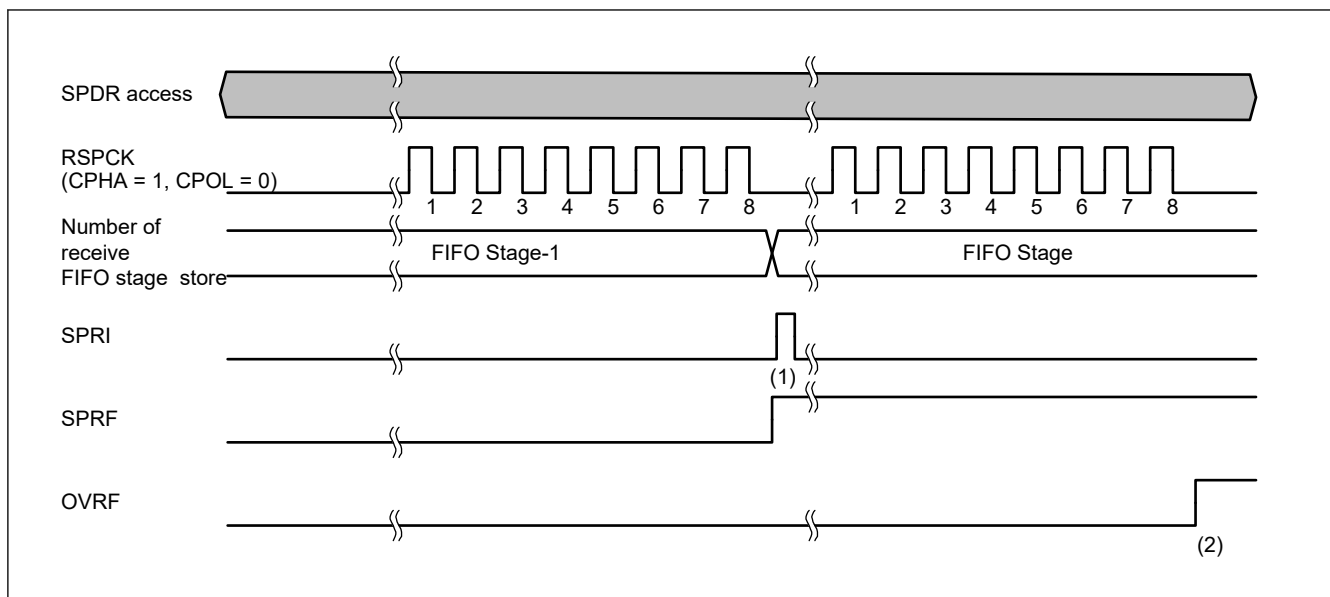 SPDR access
RSPCK
(CPHA = 1, CPOL = 0)
1 2 3 4 5 6 7 8 1 2 3 4 5 6 7 8
Number of
receive
FIFO stage store
FIFO Stage-1 FIFO Stage
SPRI
(1)
SPRF
OVRF
(2)